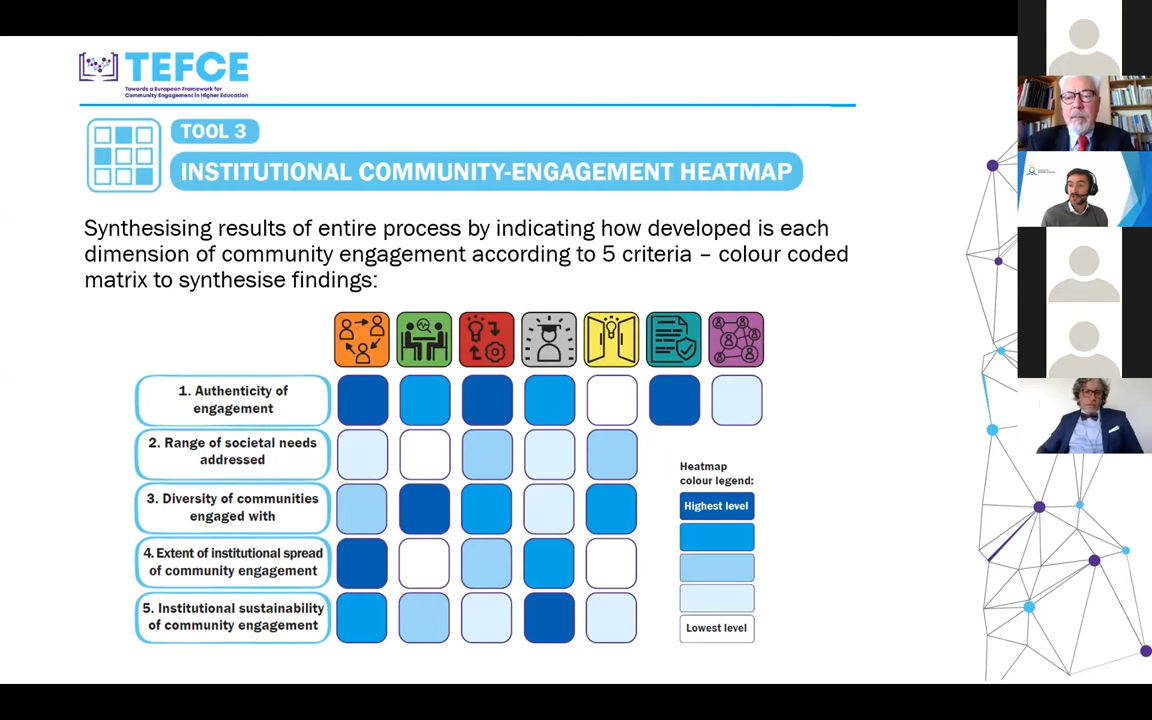 TEFCE
Towards a European Framework for
Community Engagement in Higher Education
TOOL 3
INSTITUTIONAL COMMUNITY-ENGAGEMENT HEATMAP
Synthesising results of entire process by indicating how developed is each
dimension of community engagement according to 5 criteria – colour coded
matrix to synthesise findings:
1. Authenticity of
engagement
2. Range of societal needs
addressed
3. Diversity of communities
engaged with
4. Extent of institutional spread
of community engagement
5. Institutional sustainability
of community engagement
Heatmap
colour legend:
Highest level
Lowest level